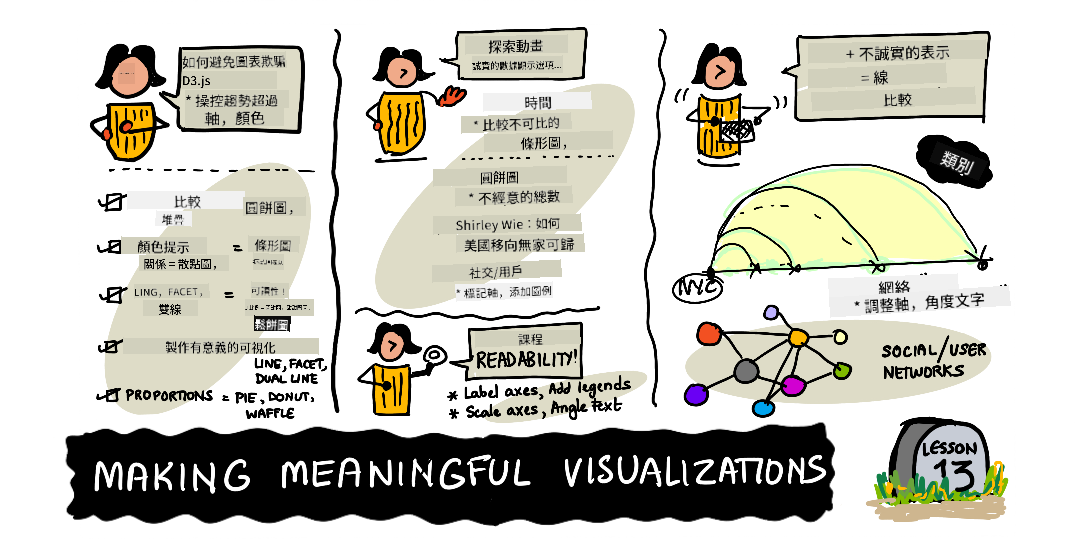 如何避免圖表欺騙
D3.js
* 操控趨勢超過
軸，顏色
比較
堆疊
圓餅圖，
顏色提示 = 條形圖
關係 = 散點圖，
LING, FACET,
雙線
= 可讀性！
鬆餅圖
製作有意義的可視化
LINE, FACET,
DUAL LINE
PROPORTIONS = PIE, DONUT,
WAFFLE
探索動畫
誠實的數據顯示選項...
時間
* 比較不可比的
條形圖，
圓餅圖
* 不經意的總數
Shirley Wie：如何
美國移向無家可歸
社交/用戶
* 標記軸，添加圖例
課程
READABILITY!
* Label axes, Add legends
* Scale axes, Angle Text
+ 不誠實的表示
= 線
比較
類別
NYC
網絡
* 調整軸，角度文字
SOCIAL/USER
NETWORKS
MAKING MEANINGFUL VISUALIZATIONS
LESSON
13